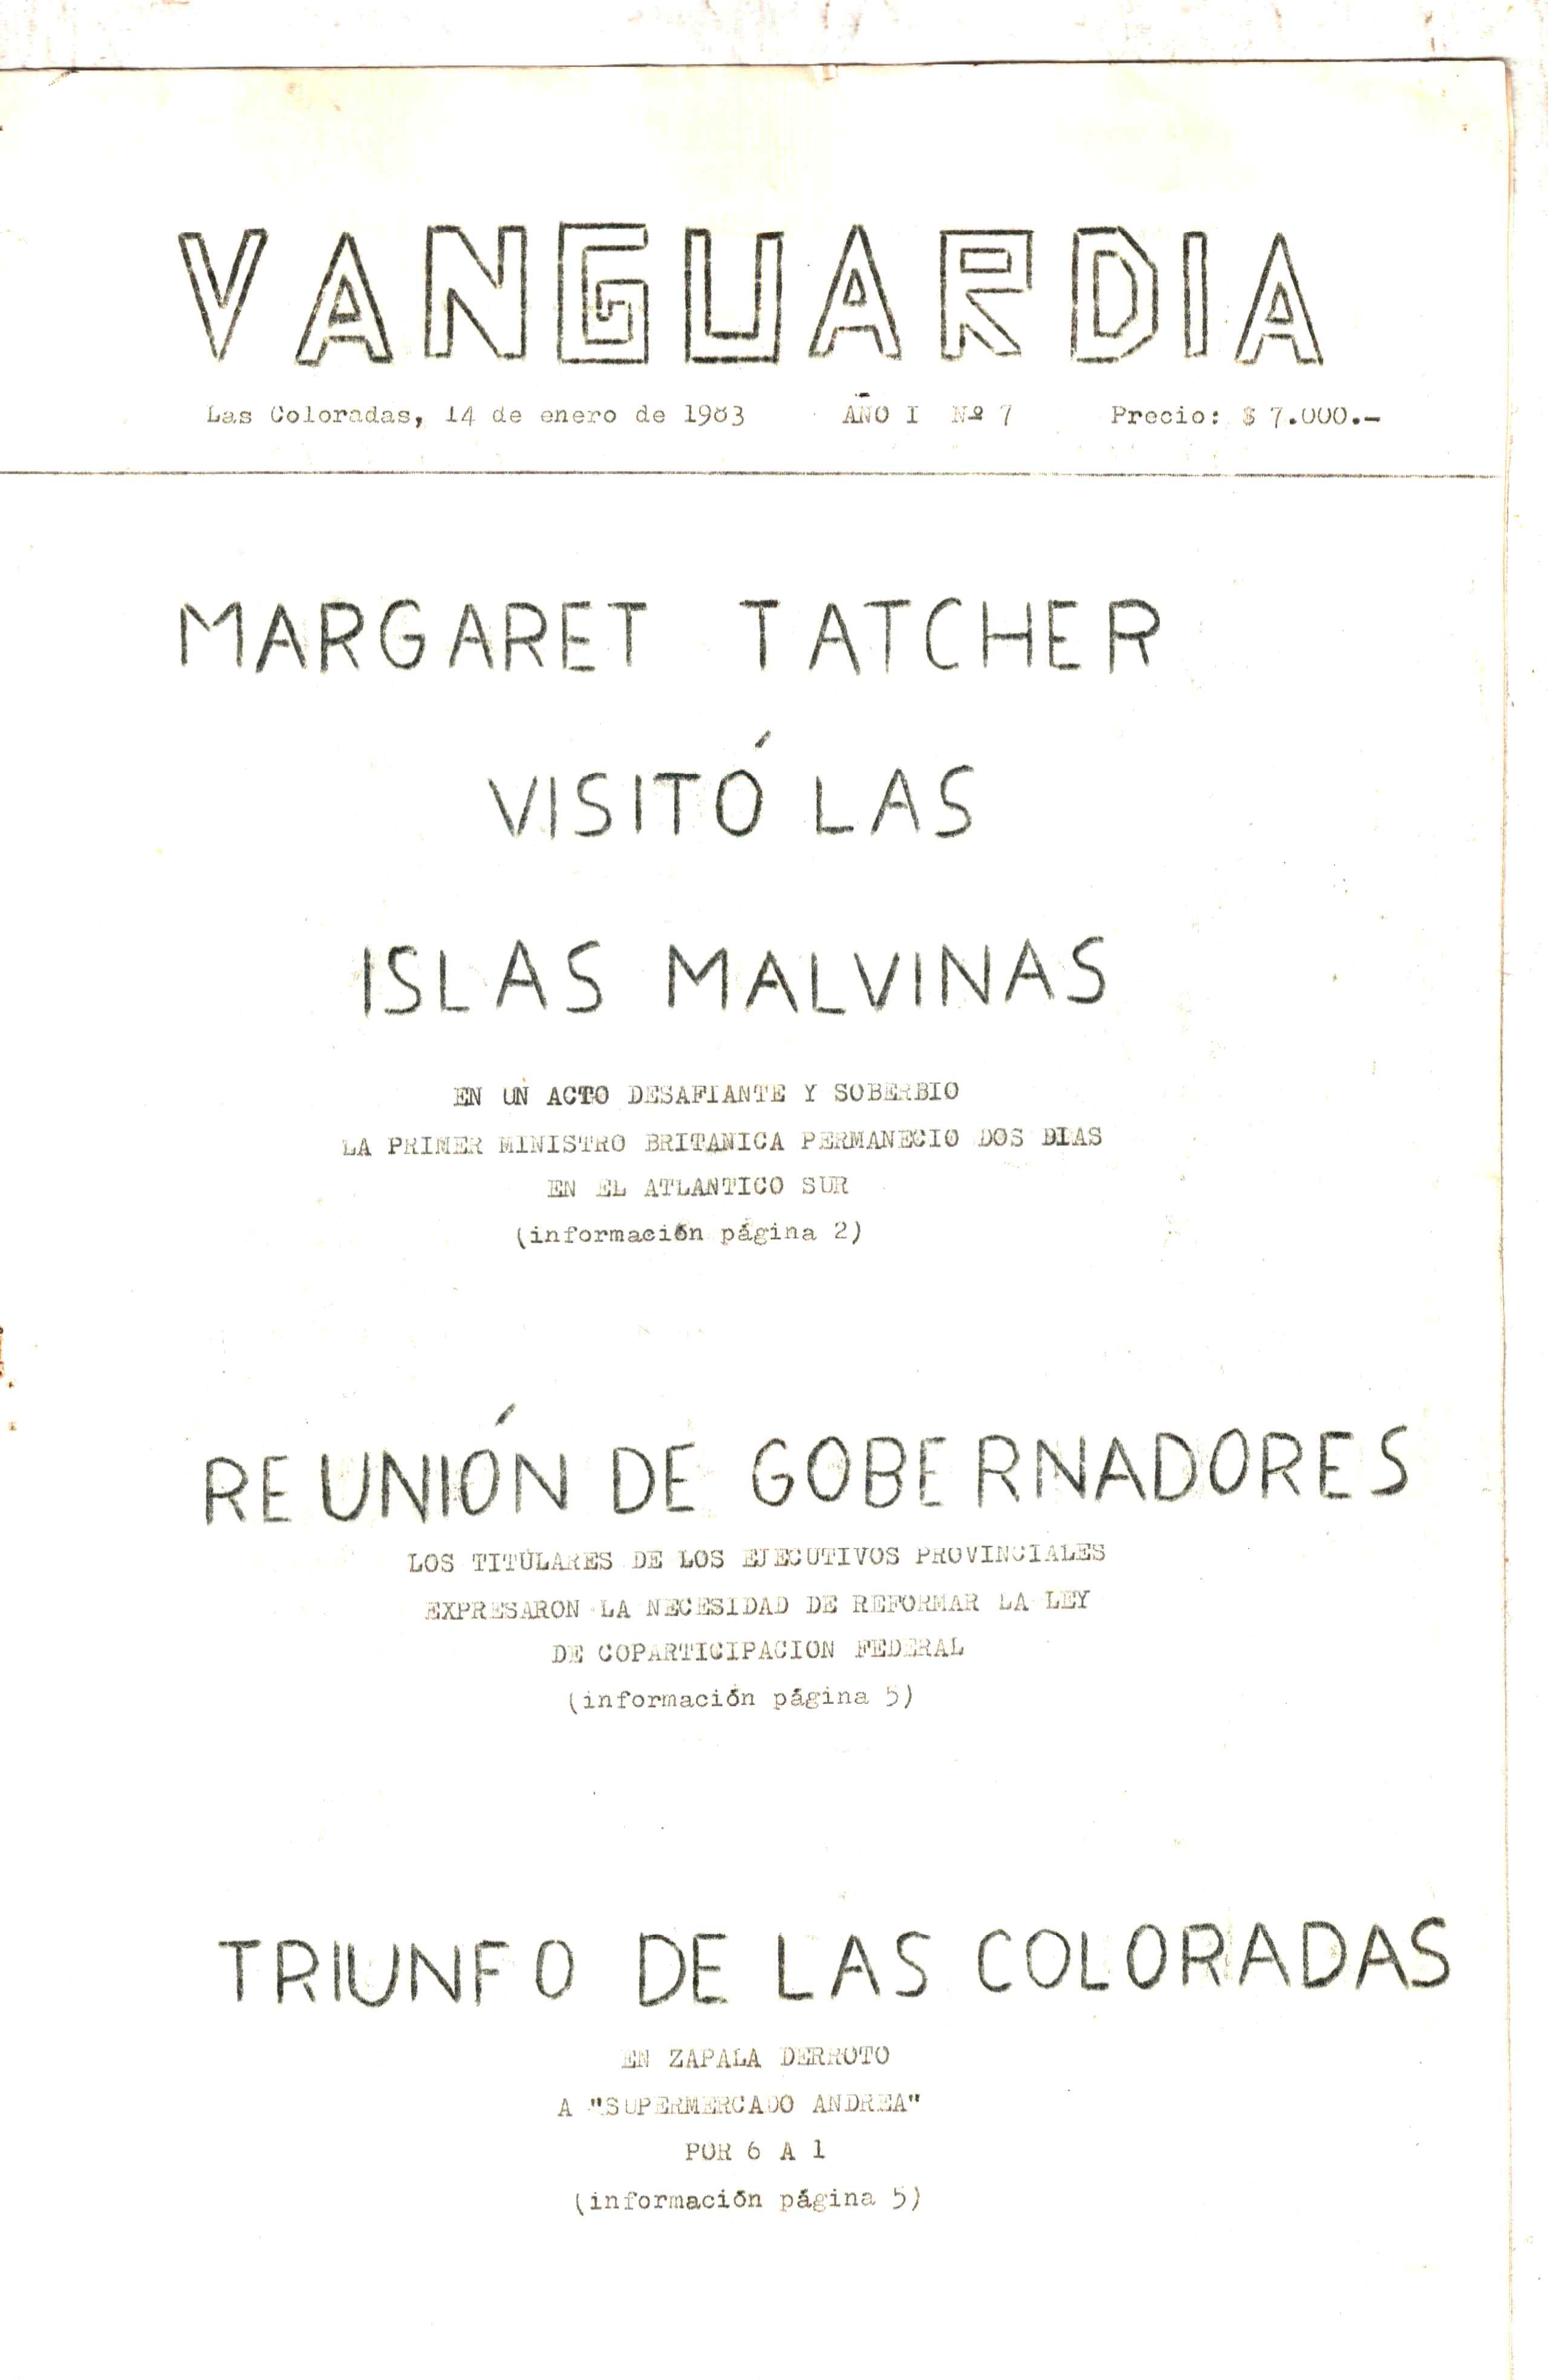 VANGUARDIA
Las Coloradas, 14 de enero de 1983 AÑO I Nº 7 Precio: $ 7.000.-
MARGARET TATCHER
VISITÓ LAS
ISLAS MALVINAS
EN UN ACTO DESAFIANTE Y SOBERBIO
LA PRIMER MINISTRO BRITANICA PERMANECIO DOS DIAS
EN EL ATLANTICO SUR
(información página 2)
REUNIÓN DE GOBERNADORES
LOS TITULARES DE LOS EJECUTIVOS PROVINCIALES
EXPRESARON LA NECESIDAD DE REFORMAR LA LEY
DE COPARTICIPACION FEDERAL
(información página 5)
TRIUNFO DE LAS COLORADAS
EN ZAPALA DERROTO
A "SUPERMERCADO ANDREA"
POR 6 A 1
(información página 5)